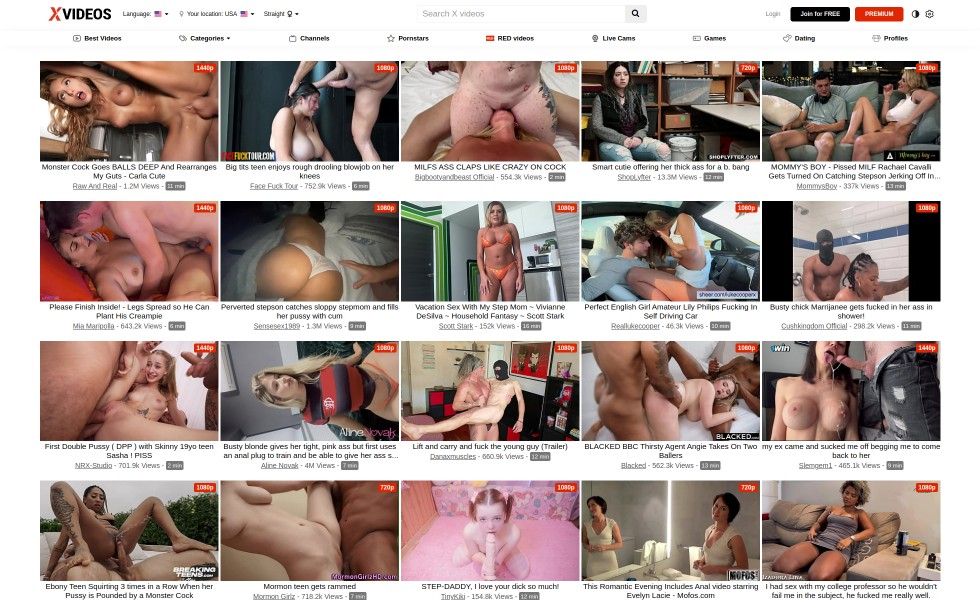 XVIDEOS
Language:
Your location: USA
Straight
Search X videos
Login
Join for FREE
PREMIUM
Best Videos
Categories
Channels
Pornstars
RED videos
Live Cams
Games
Dating
Profiles
1440p
1080p
FUCKTOUR.COM
1080p
720p
SHOPLYFTER.COM
1080p
Monster Cock Goes BALLS DEEP And Rearranges
My Guts - Carla Cute
Raw And Real - 1.2M Views - 11 min
Big tits teen enjoys rough drooling blowjob on her
knees
Face Fuck Tour - 752.9k Views - 6 min
MILFS ASS CLAPS LIKE CRAZY ON COCK
Bigbootyandbeast Official - 554.3k Views - 2 min
Smart cutie offering her thick ass for a b. bang
ShopLyfter - 13.3M Views - 12 min
MOMMY'S BOY - Pissed MILF Rachael Cavalli
Gets Turned On Catching Stepson Jerking Off In...
MommysBoy - 337k Views - 13 min
1440p
1080p
1080p
1080p
sheer.com/lukecooperx
1080p
Please Finish Inside! - Legs Spread so He Can
Plant His Creampie
Mia Maripolla - 643.2k Views - 6 min
Perverted stepson catches sloppy stepmom and fills
her pussy with cum
Sensesex1989 - 1.3M Views - 9 min
Vacation Sex With My Step Mom ~ Vivianne
DeSilva ~ Household Fantasy ~ Scott Stark
Scott Stark - 152k Views - 16 min
Perfect English Girl Amateur Lily Philips Fucking In
Self Driving Car
Reallukecooper - 46.3k Views - 10 min
Busty chick Marrijanee gets fucked in her ass in
shower!
Cushkingdom Official - 298.2k Views - 11 min
1440p
1080p
AlineNovak
1080p
1080p
BLACKED
1440p
First Double Pussy ( DPP ) with Skinny 19yo teen
Sasha ! PISS
NRX-Studio - 701.9k Views - 2 min
Busty blonde gives her tight, pink ass but first uses
an anal plug to train and be able to give her ass s...
Aline Novak - 4M Views - 7 min
Lift and carry and fuck the young guy (Trailer)
Danaxmuscles - 660.9k Views - 12 min
BLACKED BBC Thirsty Agent Angie Takes On Two
Ballers
Blacked - 562.3k Views - 13 min
my ex came and sucked me off begging me to come
back to her
Slemgem1 - 465.1k Views - 9 min
1080p
BREAKING
TEENS.COM
720p
MormonGirlzHD.com
1080p
720p
MOFOS
1080p
Ebony Teen Squirting 3 times in a Row When her
Pussy is Pounded by a Monster Cock
Mormon teen gets rammed
Mormon Girlz - 718.2k Views - 7 min
STEP-DADDY, I love your dick so much!
TinyKiki - 154.8k Views - 12 min
This Romantic Evening Includes Anal video starring
Evelyn Lacie - Mofos.com
I had sex with my college professor so he wouldn't
fail me in the subject, he fucked me really well.